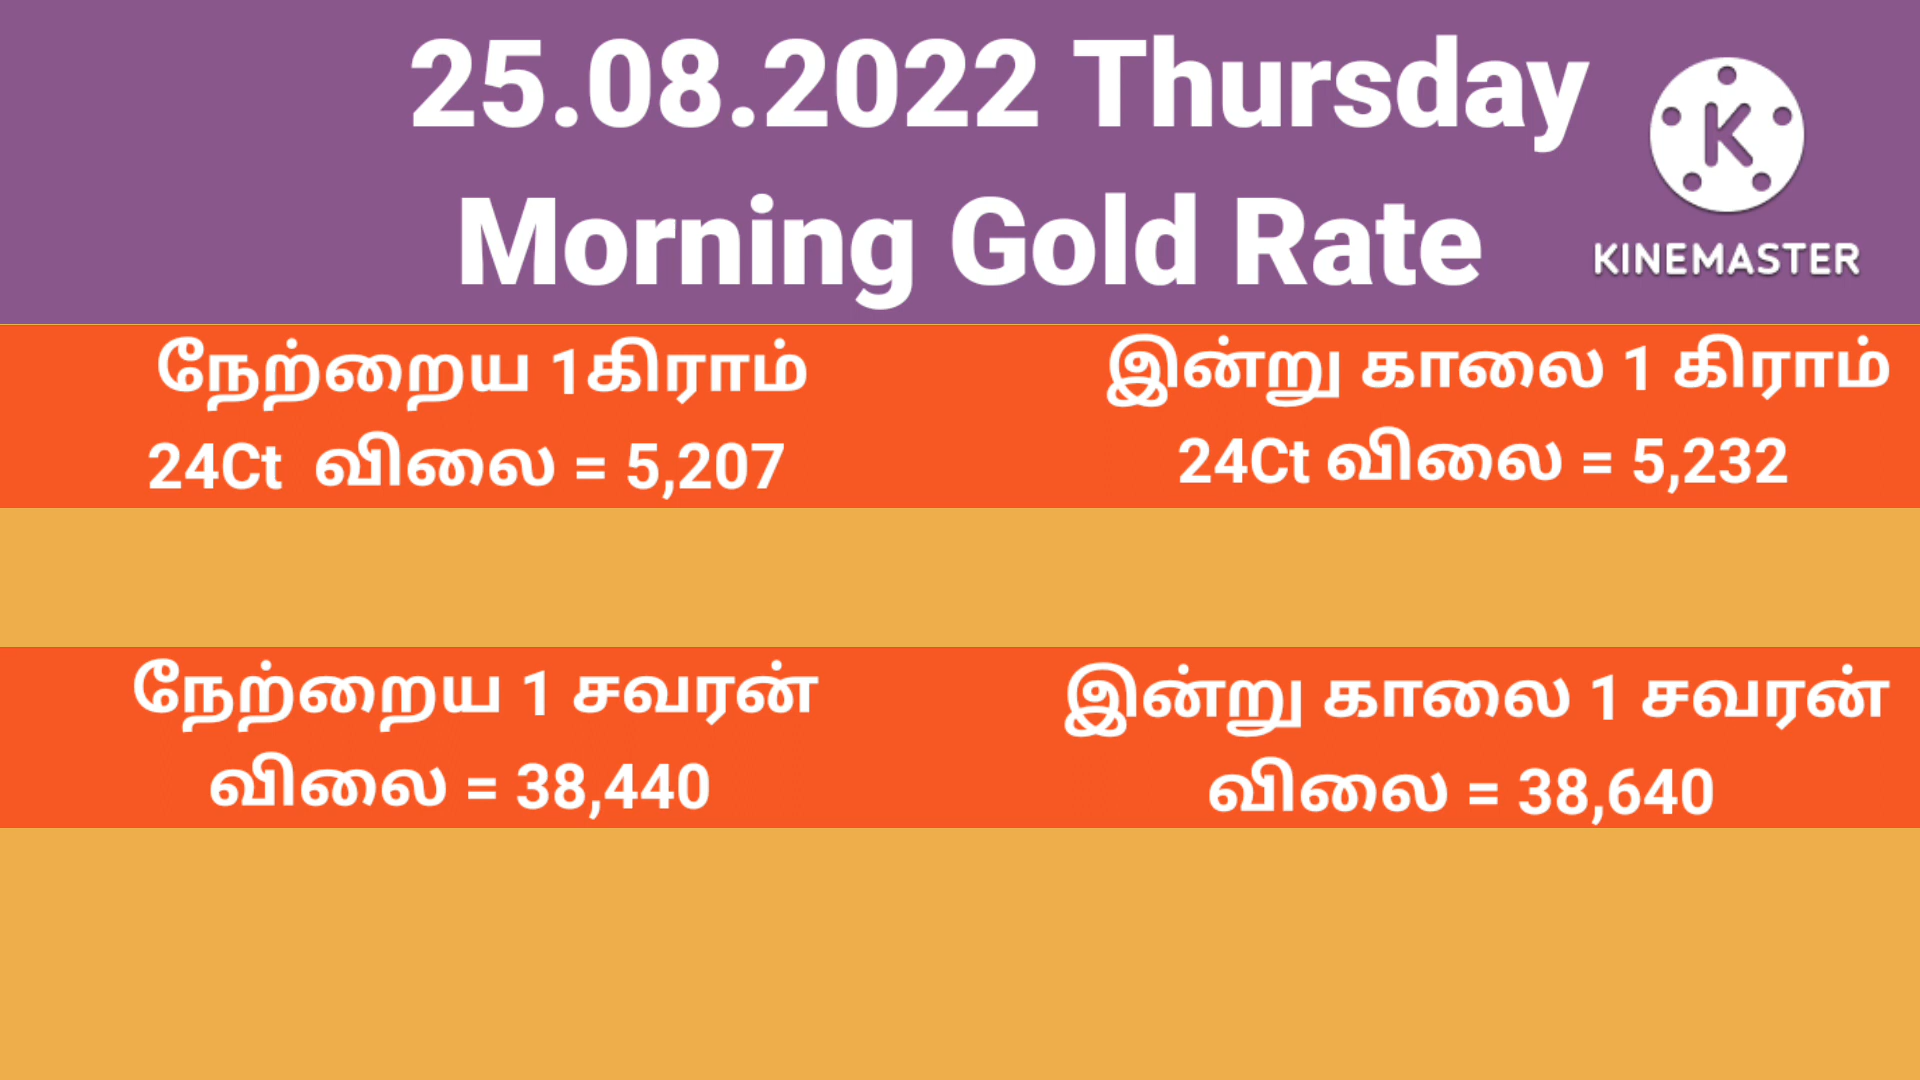 25.08.2022 Thursday
Morning Gold Rate
KINEMASTER
நேற்றைய 1கிராம்
24Ct விலை = 5,207
இன்று காலை 1 கிராம்
24Ct விலை = 5,232
நேற்றைய 1 சவரன்
விலை = 38,440
இன்று காலை 1 சவரன்
விலை = 38,640